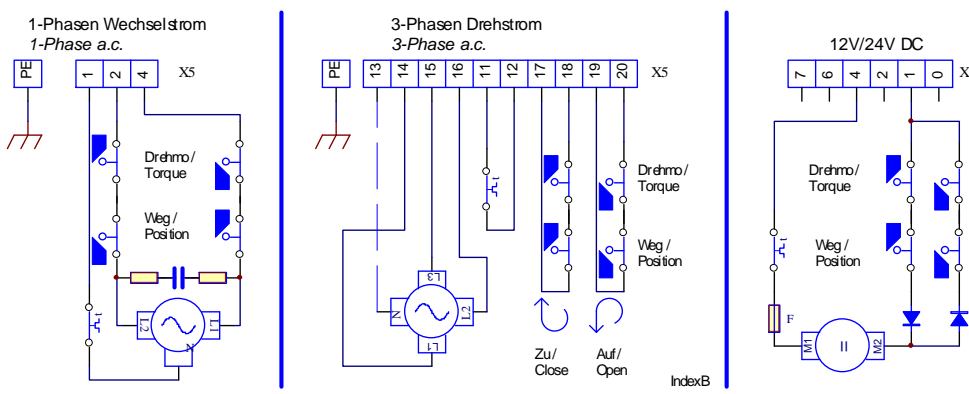 1-Phasen Wechselstrom
1-Phase a.c.
PE
1 2 4 X5
Drehmo/
Torque
Weg/
Position
t
L2 L1
N
3-Phasen Drehstrom
3-Phase a.c.
PE
13 14 15 16 11 12 17 18 19 20 X5
t
Drehmo/
Torque
Weg/
Position
L3
N L2
L1
Zu/
Close
Auf/
Open
IndexB
12V/24V DC
7 6 4 2 1 0 X
Drehmo/
Torque
Weg/
Position
t
F
M1 M2